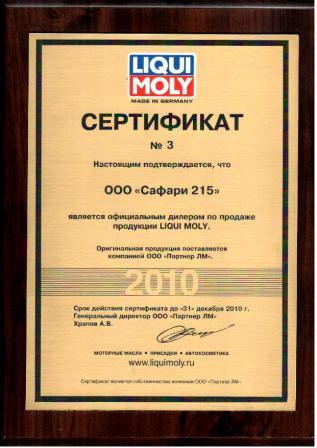 LIQUI
MOLY
MADE IN GERMANY
СЕРТИФИКАТ
№ 3
Настоящим подтверждается, что
ООО «Сафари 215»
является официальным дилером по продаже
продукции LIQUI MOLY.
Оригинальная продукция поставляется
компанией ООО «Партнер ЛМ».
2010
Срок действия сертификата до «31» декабря 2010 г.
Генеральный директор ООО «Партнер ЛМ»
Храпов А.В.
МОТОРНЫЕ МАСЛА • ПРИСАДКИ • АВТОКОСМЕТИКА
www.liquimoly.ru
Сертификат является собственностью компании ООО «Партнер ЛМ»